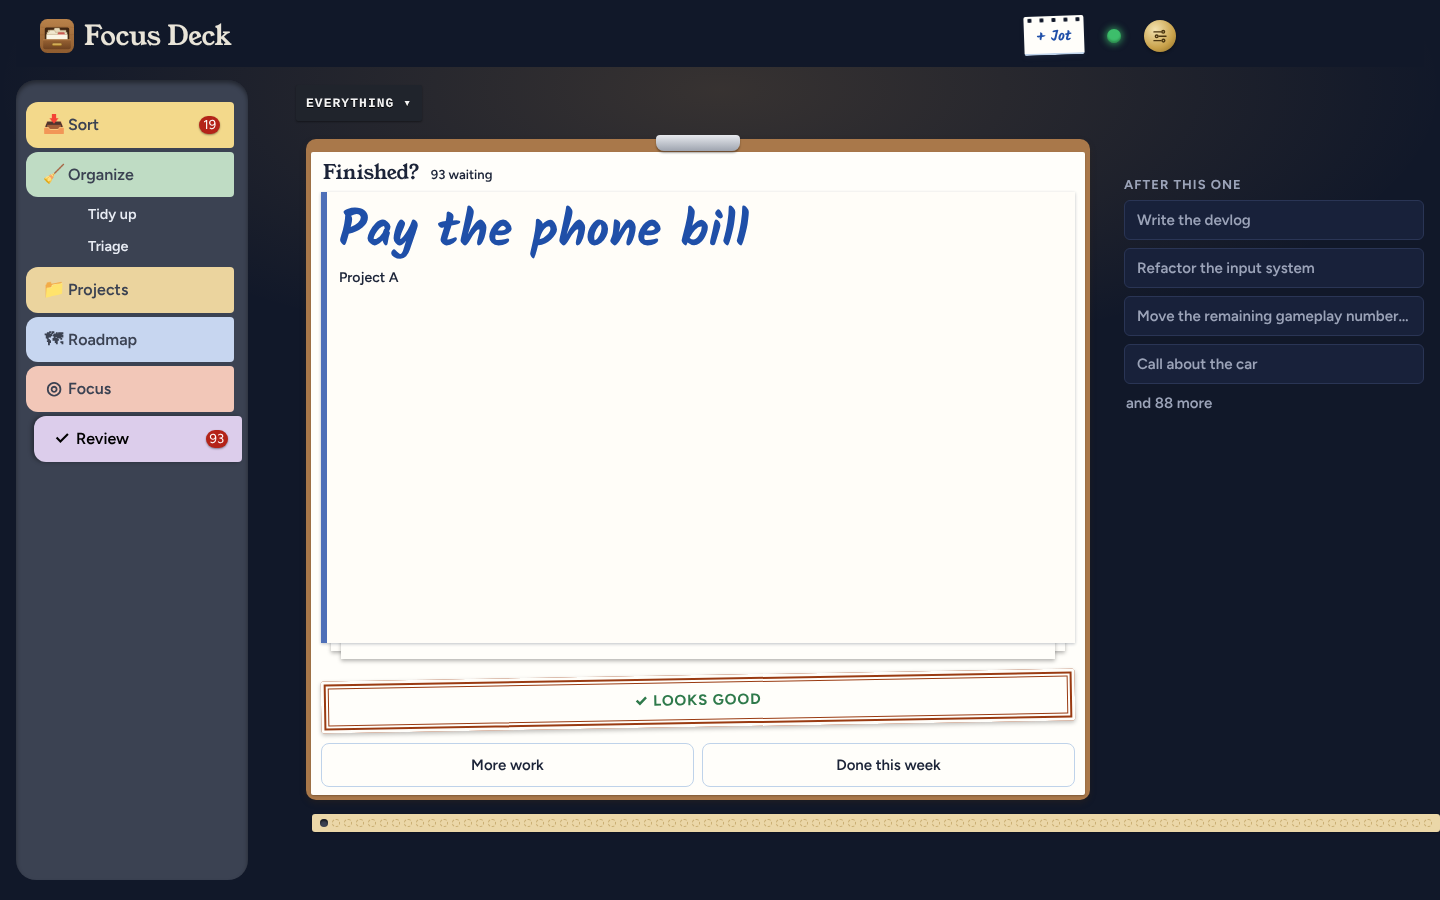 Focus Deck
+ Jot
EVERYTHING ▾
Sort 19
Organize
Tidy up
Triage
Projects
Roadmap
Focus
Review 93
Finished? 93 waiting
Pay the phone bill
Project A
✓ LOOKS GOOD
More work
Done this week
AFTER THIS ONE
Write the devlog
Refactor the input system
Move the remaining gameplay number...
Call about the car
and 88 more